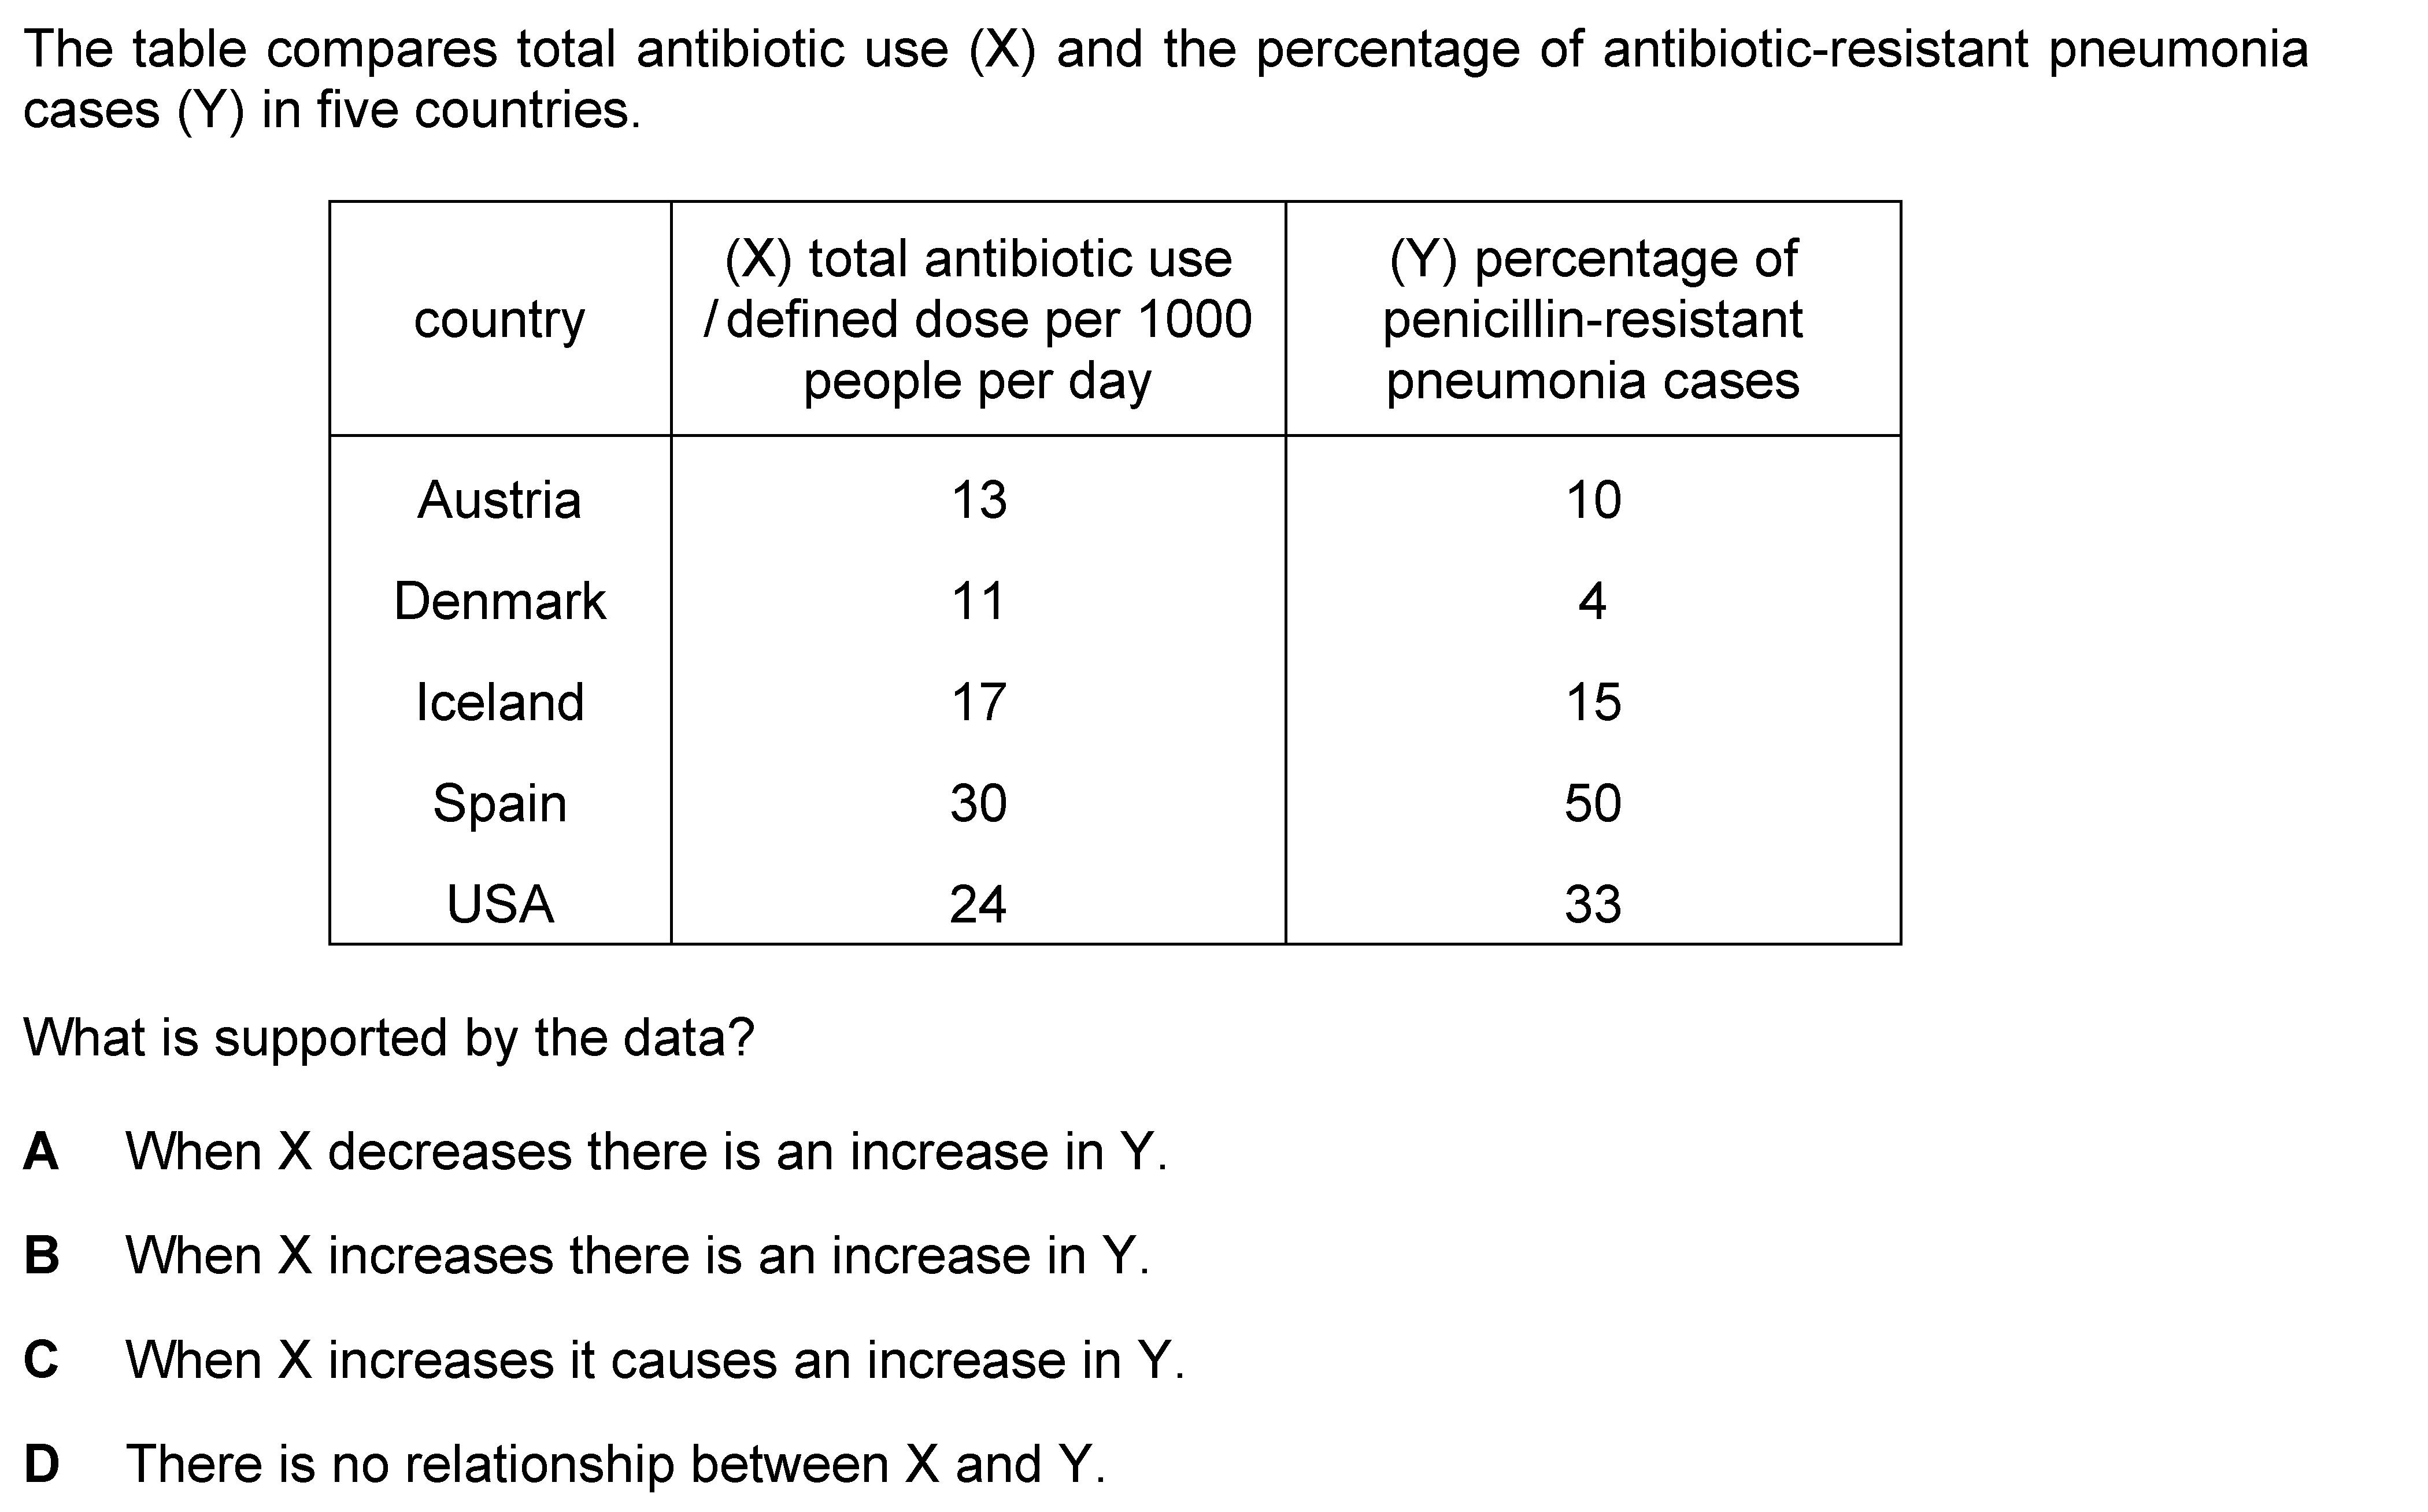 The table compares total antibiotic use (X) and the percentage of antibiotic-resistant pneumonia
cases (Y) in five countries.
country
(X) total antibiotic use
/ defined dose per 1000
people per day
(Y) percentage of
penicillin-resistant
pneumonia cases
Austria 13 10
Denmark 11 4
Iceland 17 15
Spain 30 50
USA 24 33
What is supported by the data?
A When X decreases there is an increase in Y.
B When X increases there is an increase in Y.
C When X increases it causes an increase in Y.
D There is no relationship between X and Y.